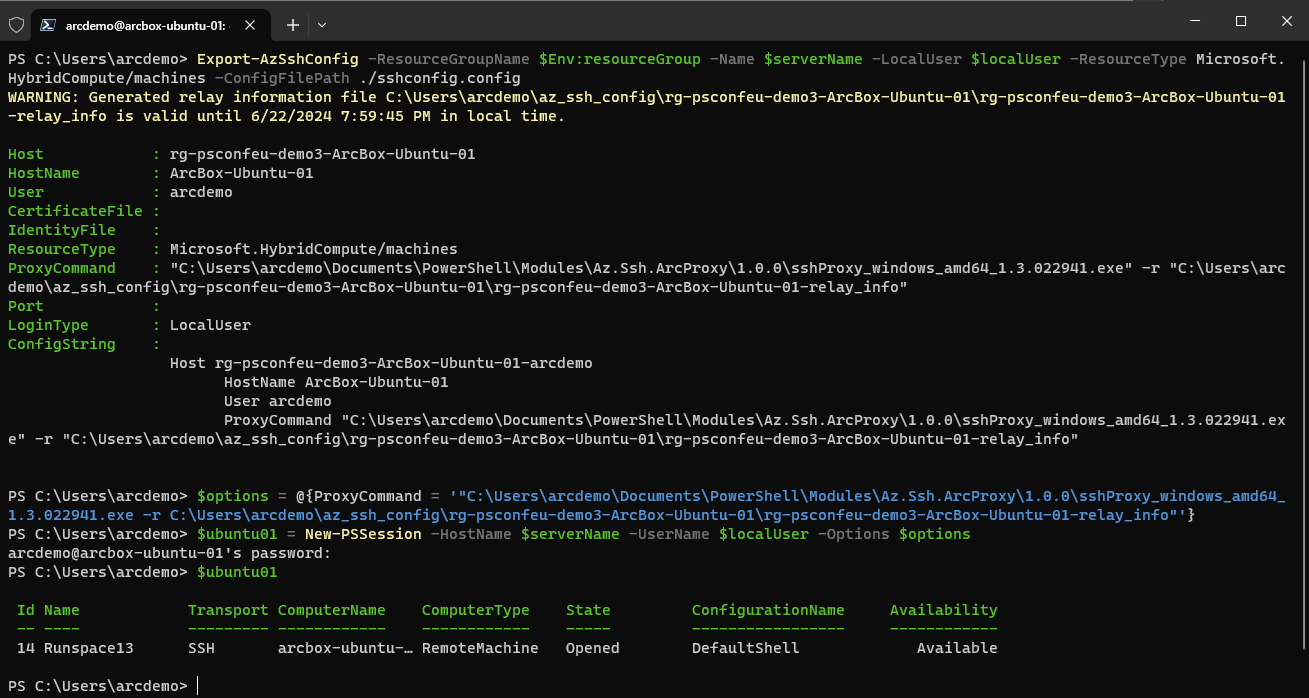 arcdemo@arcbox-ubuntu-01:
PS C:\Users\arcdemo> Export-AzSshConfig -ResourceGroupName $Env:resourceGroup -Name $serverName -LocalUser $localUser -ResourceType Microsoft.
HybridCompute/machines -ConfigFilePath ./sshconfig.config
WARNING: Generated relay information file C:\Users\arcdemo\az_ssh_config\rg-psconfeu-demo3-ArcBox-Ubuntu-01\rg-psconfeu-demo3-ArcBox-Ubuntu-01
-relay_info is valid until 6/22/2024 7:59:45 PM in local time.
Host            : rg-psconfeu-demo3-ArcBox-Ubuntu-01
HostName        : ArcBox-Ubuntu-01
User            : arcdemo
CertificateFile :
IdentityFile    :
ResourceType    : Microsoft.HybridCompute/machines
ProxyCommand    : "C:\Users\arcdemo\Documents\PowerShell\Modules\Az.Ssh.ArcProxy\1.0.0\sshProxy_windows_amd64_1.3.022941.exe" -r "C:\Users\arc
demo\az_ssh_config\rg-psconfeu-demo3-ArcBox-Ubuntu-01\rg-psconfeu-demo3-ArcBox-Ubuntu-01-relay_info"
Port            :
LoginType       : LocalUser
ConfigString    :
Host rg-psconfeu-demo3-ArcBox-Ubuntu-01-arcdemo
HostName ArcBox-Ubuntu-01
User arcdemo
ProxyCommand "C:\Users\arcdemo\Documents\PowerShell\Modules\Az.Ssh.ArcProxy\1.0.0\sshProxy_windows_amd64_1.3.022941.ex
e" -r "C:\Users\arcdemo\az_ssh_config\rg-psconfeu-demo3-ArcBox-Ubuntu-01\rg-psconfeu-demo3-ArcBox-Ubuntu-01-relay_info"
PS C:\Users\arcdemo> $options = @{ProxyCommand = '"C:\Users\arcdemo\Documents\PowerShell\Modules\Az.Ssh.ArcProxy\1.0.0\sshProxy_windows_amd64_
1.3.022941.exe -r C:\Users\arcdemo\az_ssh_config\rg-psconfeu-demo3-ArcBox-Ubuntu-01\rg-psconfeu-demo3-ArcBox-Ubuntu-01-relay_info"'}
PS C:\Users\arcdemo> $ubuntu01 = New-PSSession -HostName $serverName -UserName $localUser -Options $options
arcdemo@arcbox-ubuntu-01's password:
PS C:\Users\arcdemo> $ubuntu01
Id Name            Transport ComputerName    ComputerType    State         ConfigurationName     Availability
-- ----            --------- ------------    ------------    -----         -----------------     ------------
14 Runspace13      SSH       arcbox-ubuntu-… RemoteMachine   Opened        DefaultShell             Available
PS C:\Users\arcdemo>